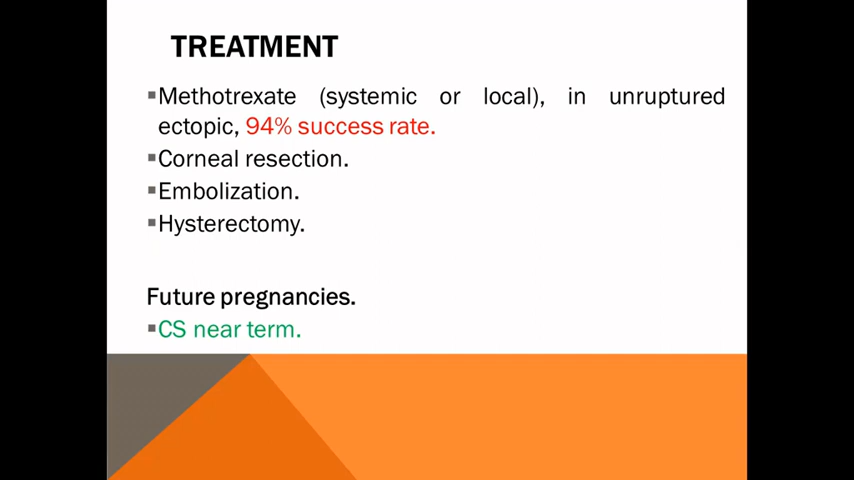 TREATMENT
▪Methotrexate (systemic or local), in unruptured
ectopic, 94% success rate.
▪Corneal resection.
▪Embolization.
▪Hysterectomy.
Future pregnancies.
▪CS near term.